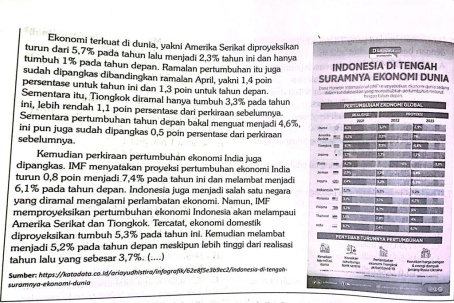 Ekonomi terkuat di dunia, yakni Amerika Serikat diproyeksikan
turun dari 5,7% pada tahun lalu menjadi 2,3% tahun ini dan hanya
tumbuh 1% pada tahun depan. Ramalan pertumbuhan itu juga
sudah dipangkas dibandingkan ramalan April, yakni 1,4 poin
persentase untuk tahun ini dan 1,3 poin untuk tahun depan.
Sementara itu, Tiongkok diramal hanya tumbuh 3,3% pada tahun
ini, lebih rendah 1,1 poin persentase dari perkiraan sebelumnya.
Sementara pertumbuhan tahun depan bakal menguat menjadi 4,6%,
ini pun juga sudah dipangkas 0,5 poin persentase dari perkiraan
sebelumnya.
Kemudian perkiraan pertumbuhan ekonomi India juga
dipangkas. IMF menyatakan proyeksi pertumbuhan ekonomi India
turun 0,8 poin menjadi 7,4% tahun ini dan melambat menjadi
6,1% pada tahun depan. Indonesia juga menjadi salah satu negara
yang diramal mengalami perlambatan ekonomi. Namun, IMF
memproyeksikan pertumbuhan ekonomi Indonesia akan melampaui
Amerika Serikat dan Tiongkok. Tercatat, ekonomi domestik
diproyeksikan tumbuh 5,3% pada tahun ini. Kemudian melambat
menjadi 5,2% pada tahun depan meskipun lebih tinggi dari realisasi
tahun lalu yang sebesar 3,7%. (....)
Sumber: https://katadata.co.id/ariayudhistira/infografik/62e8f5e3b9ec2/indonesia-di-tengah-
suramnya-ekonomi-dunia
INDONESIA DI TENGAH
SURAMNYA EKONOMI DUNIA
PERTUMBUHAN EKONOMI GLOBAL
REALISASI PROYEKSI
2021 2022 2023
PENYEBAB TURUNNYA PERTUMBUHAN